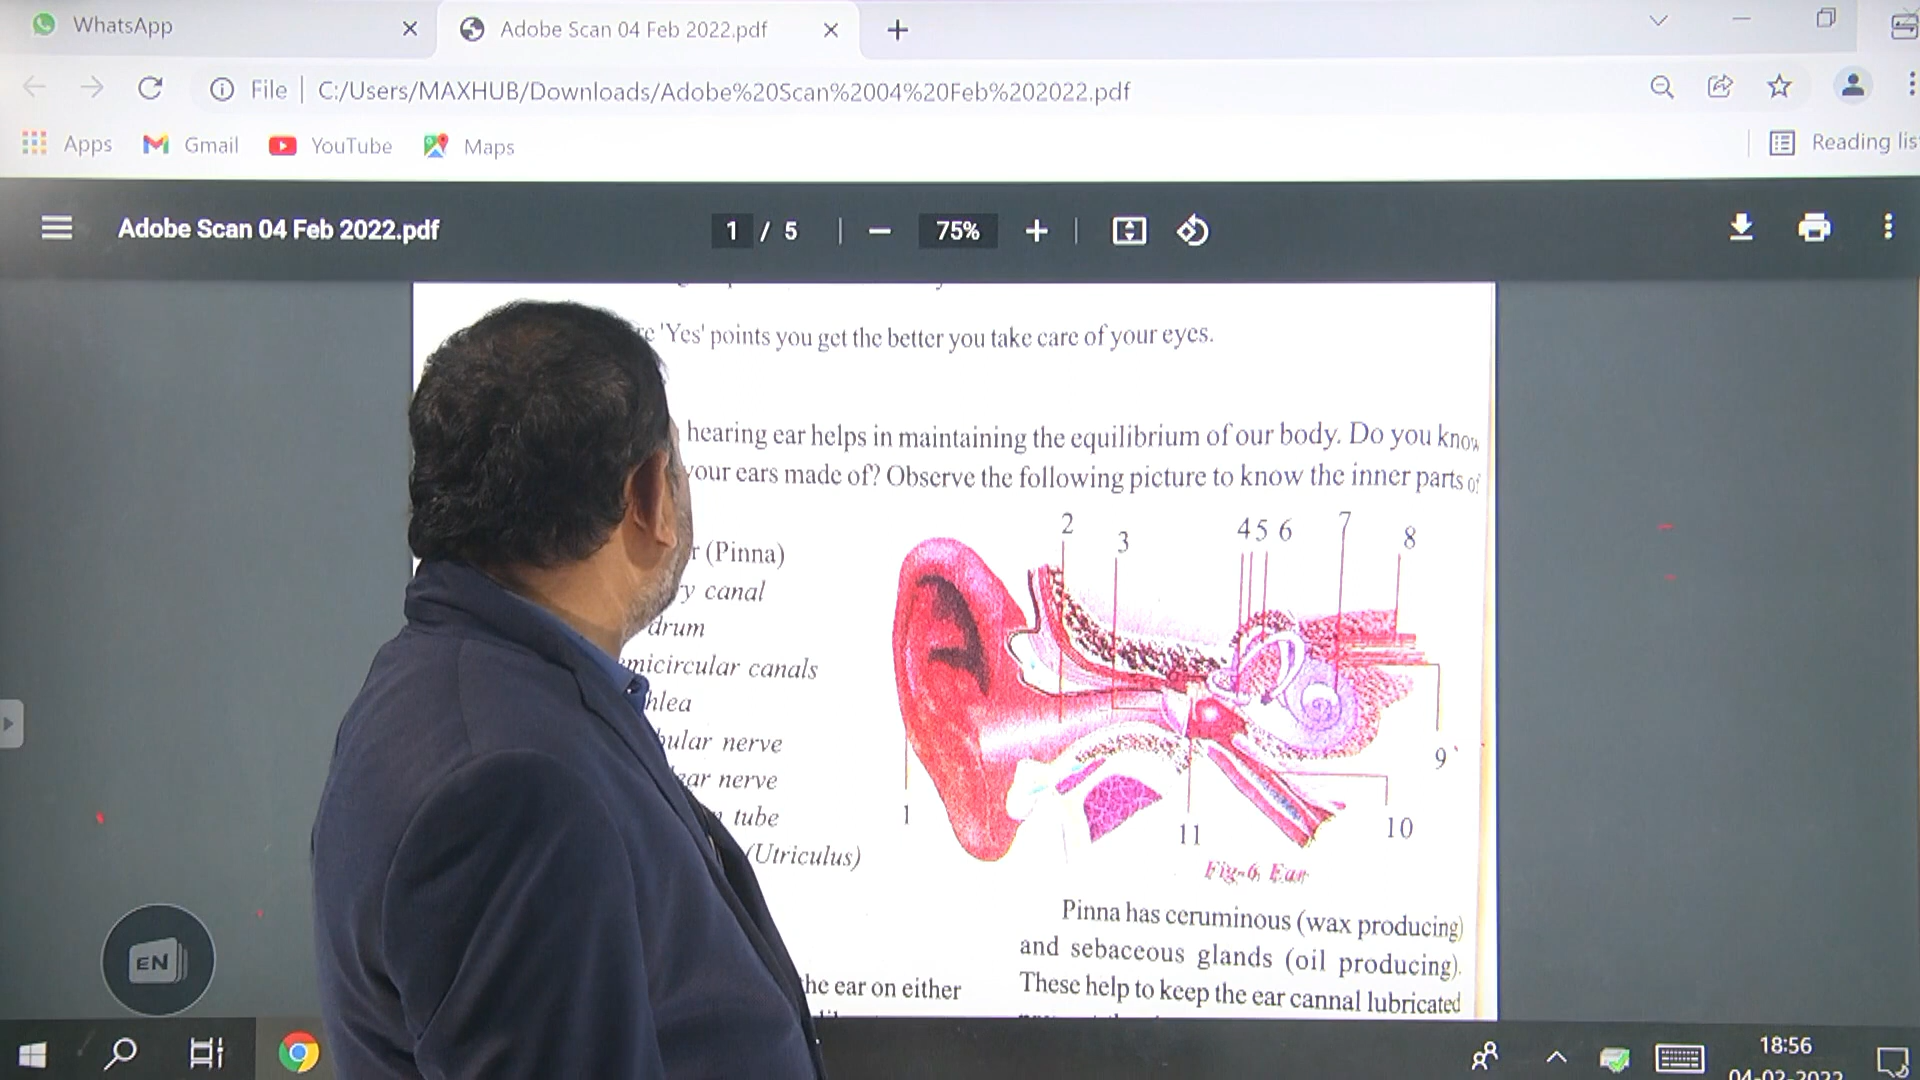 WhatsApp
Adobe Scan 04 Feb 2022.pdf
File
C:/Users/MAXHUB/Downloads/Adobe%20Scan%2004%20Feb%202022.pdf
Apps
Gmail
YouTube
Maps
Reading lis
Adobe Scan 04 Feb 2022.pdf
1 / 5
75%
'Yes' points you get the better you take care of your eyes.
hearing ear helps in maintaining the equilibrium of our body. Do you know
your ears made of? Observe the following picture to know the inner parts of
(Pinna)
canal
drum
micircular canals
hlea
bular nerve
ear nerve
tube
(Utriculus)
2
3
4 5 6
7
8
9
1
11
10
Fig-6, Ear
Pinna has ceruminous (wax producing)
and sebaceous glands (oil producing).
These help to keep the ear cannal lubricated
he ear on either
EN
18:56
04-02-2022